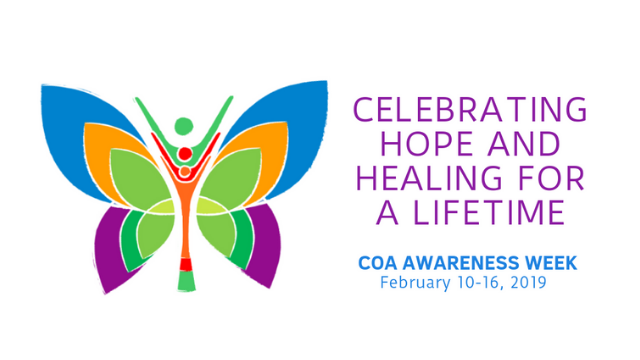 CELEBRATING
HOPE AND
HEALING FOR
A LIFETIME
COA AWARENESS WEEK
February 10-16, 2019